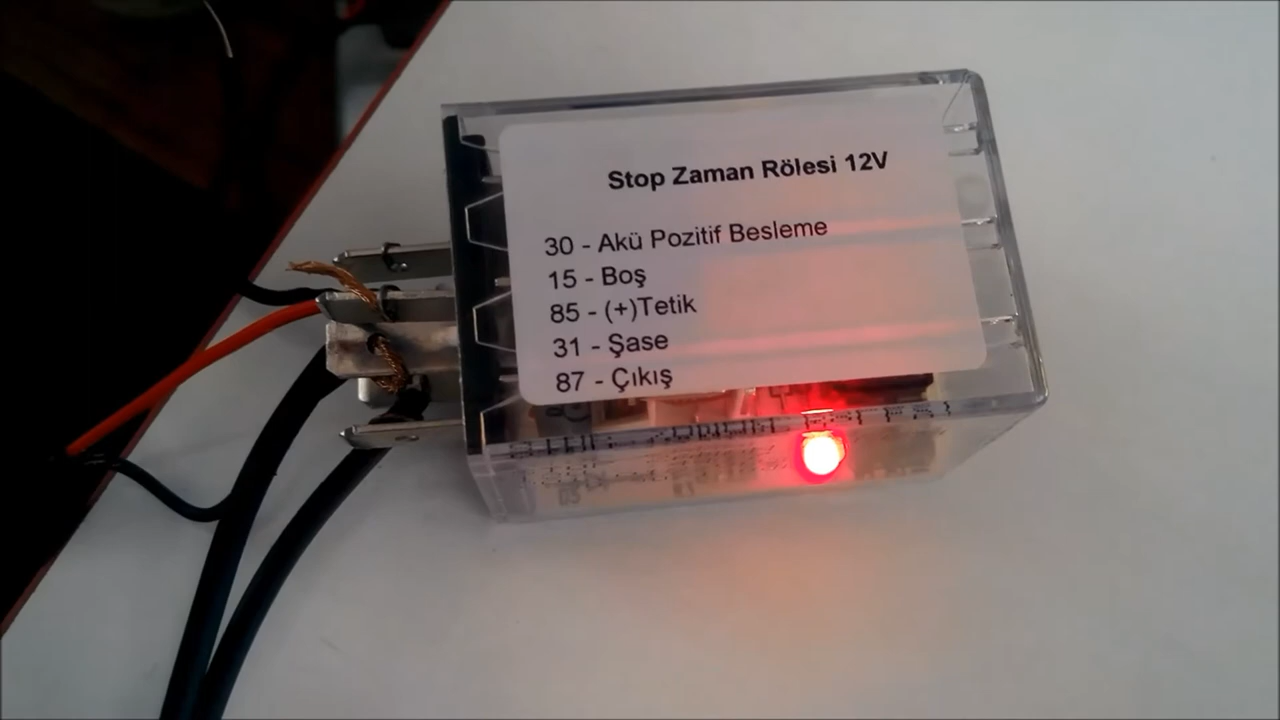 Stop Zaman Rölesi 12V
30 - Akü Pozitif Besleme
15 - Boş
85 - (+)Tetik
31 - Şase
87 - Çıkış